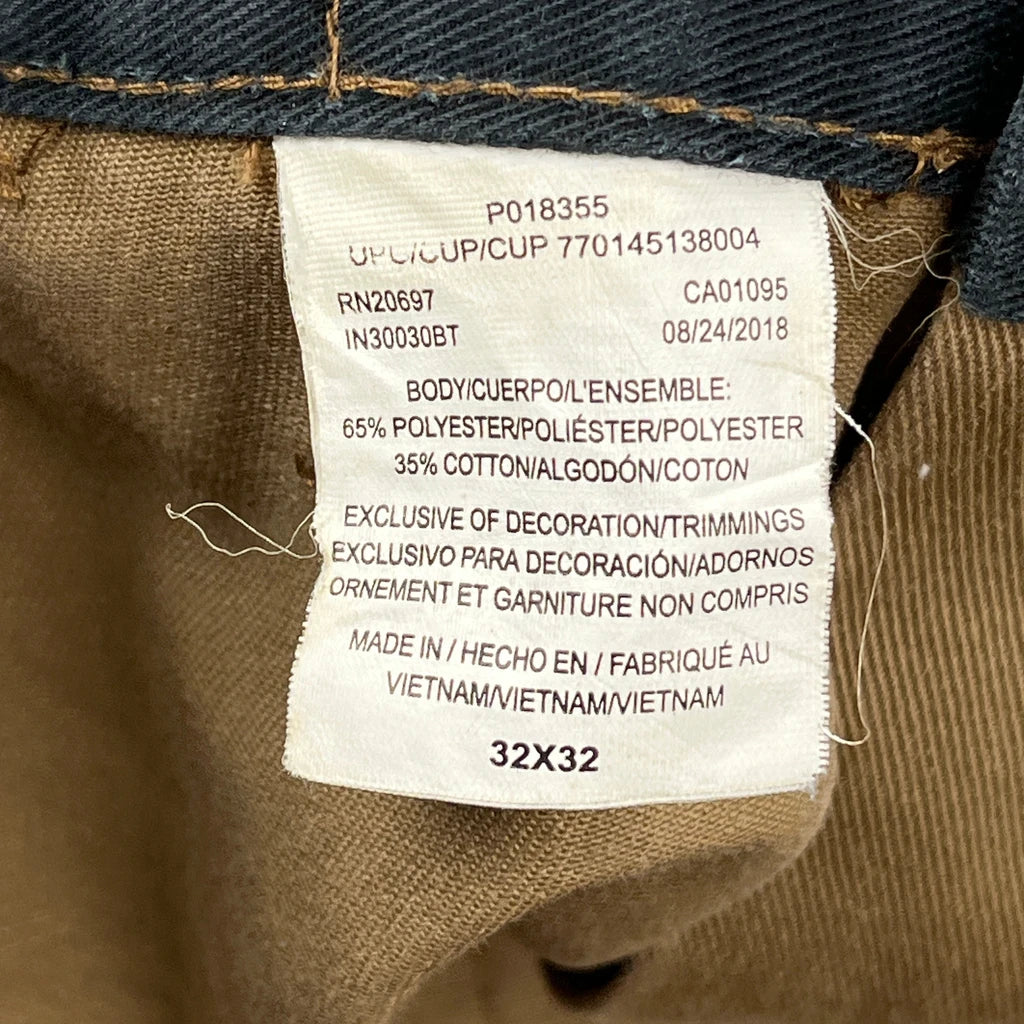 P018355
UPC/CUP/CUP 770145138004
RN20697 CA01095
IN30030BT 08/24/2018
BODY/CUERPO/L'ENSEMBLE:
65% POLYESTER/POLIÉSTER/POLYESTER
35% COTTON/ALGODÓN/COTON
EXCLUSIVE OF DECORATION/TRIMMINGS
EXCLUSIVO PARA DECORACIÓN/ADORNOS
ORNEMENT ET GARNITURE NON COMPRIS
MADE IN / HECHO EN / FABRIQUÉ AU
VIETNAM/VIETNAM/VIETNAM
32X32